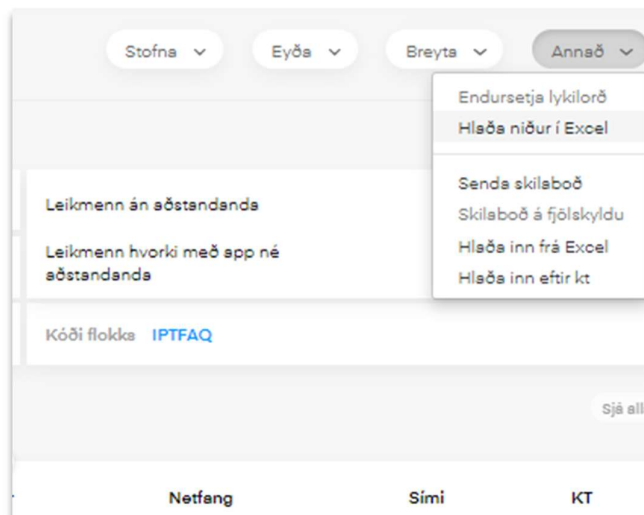 Stofna Eyða Breyta Annað
Endursetja lykilorð
Hlaða niður í Excel
Senda skilaboð
Skilaboð á fjölskyldu
Hlaða inn frá Excel
Hlaða inn eftir kt
Leikmenn án aðstandanda
Leikmenn hvorki með app né
aðstandanda
Kóði flokks IPTFAQ
Sjá all
Netfang Sími KT